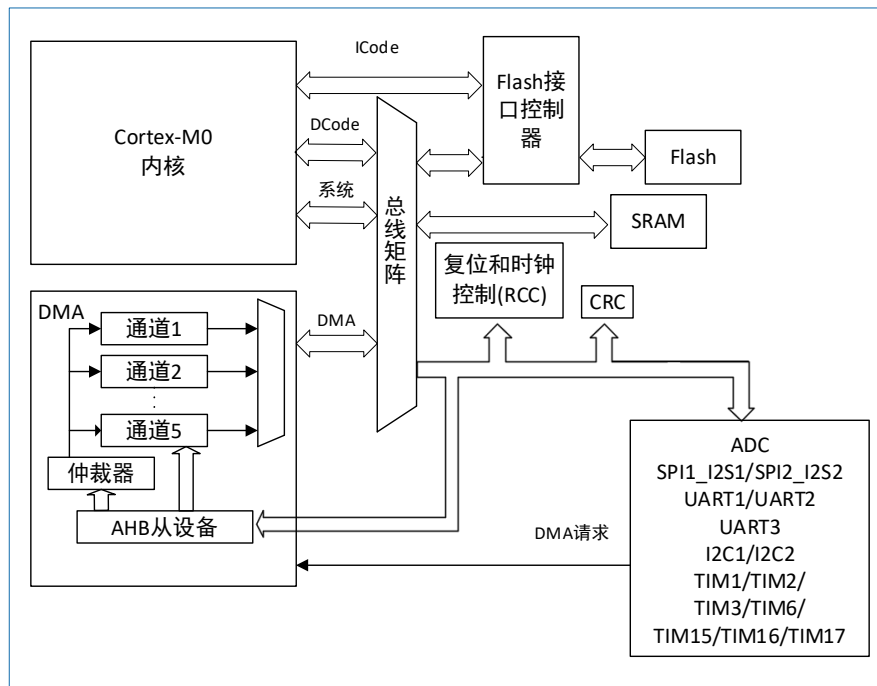 ICode
Cortex-M0
内核
DCode
系统
Flash接
口控制
器
Flash
SRAM
总
线
矩
阵
复位和时钟
控制(RCC)
CRC
DMA
通道1
通道2
⋮
通道5
仲裁器
AHB从设备
DMA
DMA请求
ADC
SPI1_I2S1/SPI2_I2S2
UART1/UART2
UART3
I2C1/I2C2
TIM1/TIM2/
TIM3/TIM6/
TIM15/TIM16/TIM17